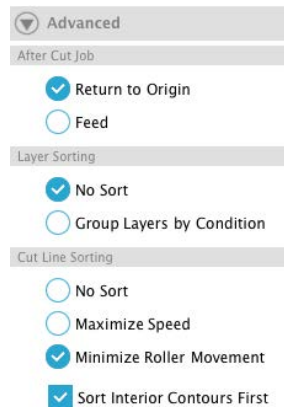 Advanced
After Cut Job
Return to Origin
Feed
Layer Sorting
No Sort
Group Layers by Condition
Cut Line Sorting
No Sort
Maximize Speed
Minimize Roller Movement
Sort Interior Contours First